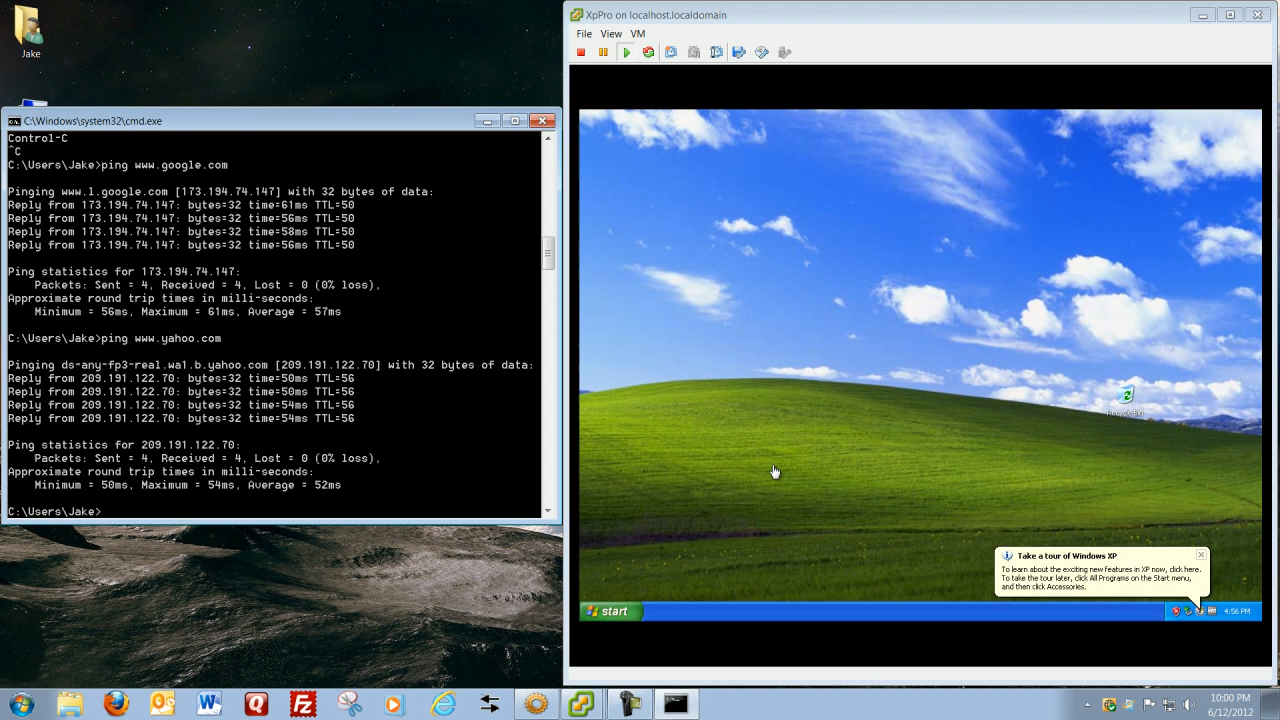 Jake
C:\Windows\system32\cmd.exe
Control-C
^C
C:\Users\Jake>ping www.google.com
Pinging www.l.google.com [173.194.74.147] with 32 bytes of data:
Reply from 173.194.74.147: bytes=32 time=61ms TTL=50
Reply from 173.194.74.147: bytes=32 time=56ms TTL=50
Reply from 173.194.74.147: bytes=32 time=58ms TTL=50
Reply from 173.194.74.147: bytes=32 time=56ms TTL=50
Ping statistics for 173.194.74.147:
Packets: Sent = 4, Received = 4, Lost = 0 (0% loss),
Approximate round trip times in milli-seconds:
Minimum = 56ms, Maximum = 61ms, Average = 57ms
C:\Users\Jake>ping www.yahoo.com
Pinging ds-any-fp3-real.wa1.b.yahoo.com [209.191.122.70] with 32 bytes of data:
Reply from 209.191.122.70: bytes=32 time=50ms TTL=56
Reply from 209.191.122.70: bytes=32 time=50ms TTL=56
Reply from 209.191.122.70: bytes=32 time=54ms TTL=56
Reply from 209.191.122.70: bytes=32 time=54ms TTL=56
Ping statistics for 209.191.122.70:
Packets: Sent = 4, Received = 4, Lost = 0 (0% loss),
Approximate round trip times in milli-seconds:
Minimum = 50ms, Maximum = 54ms, Average = 52ms
C:\Users\Jake>
XpPro on localhost.localdomain
File View VM
Recycle Bin
Take a tour of Windows XP
To learn about the exciting new features in XP now, click here.
To take the tour later, click All Programs on the Start menu,
and then click Accessories.
start
4:56 PM
10:00 PM
6/12/2012